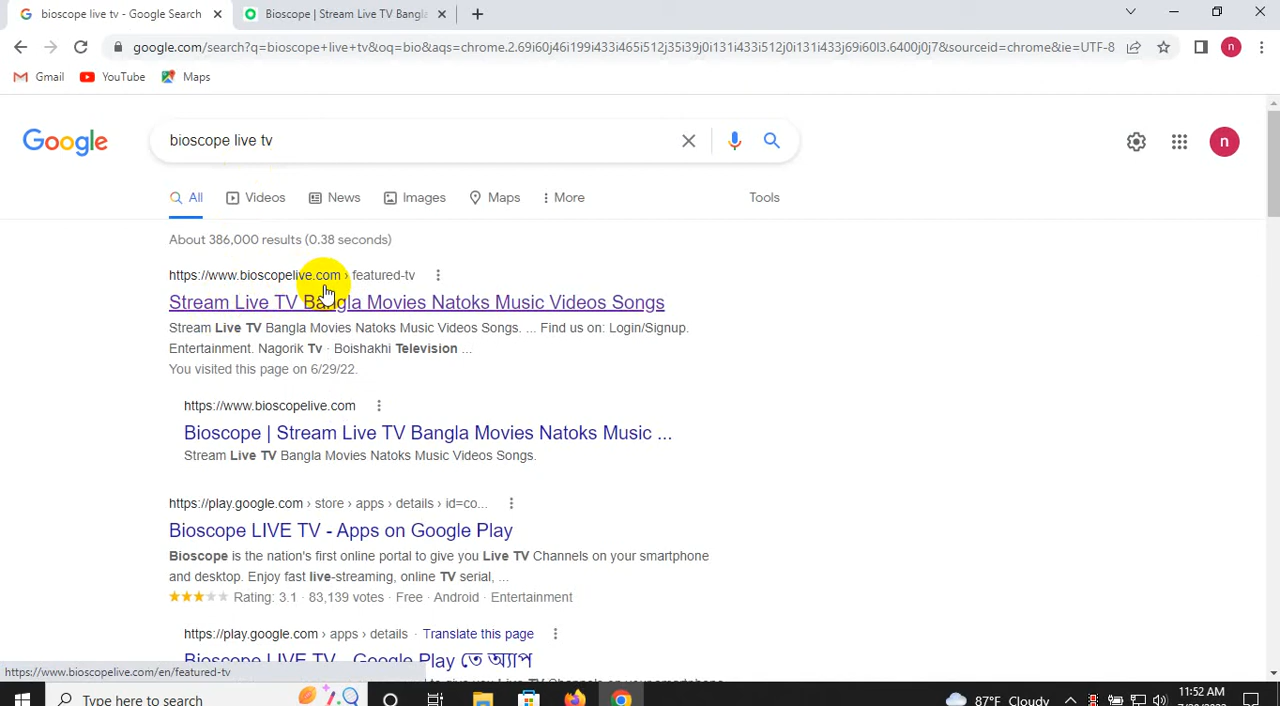 bioscope live tv - Google Search
Bioscope | Stream Live TV Bangla
google.com/search?q=bioscope+live+tv&oq=bio&aqs=chrome.2.69i60j46i199i433i465i512j35i39j0i131i433i512j0i131i433j69i60l3.6400j0j7&sourceid=chrome&ie=UTF-8
n
Gmail YouTube Maps
Google
bioscope live tv
n
All Videos News Images Maps More Tools
About 386,000 results (0.38 seconds)
https://www.bioscopelive.com › featured-tv
Stream Live TV Bangla Movies Natoks Music Videos Songs
Stream Live TV Bangla Movies Natoks Music Videos Songs. ... Find us on: Login/Signup.
Entertainment. Nagorik Tv · Boishakhi Television ...
You visited this page on 6/29/22.
https://www.bioscopelive.com
Bioscope | Stream Live TV Bangla Movies Natoks Music ...
Stream Live TV Bangla Movies Natoks Music Videos Songs.
https://play.google.com › store › apps › details › id=co...
Bioscope LIVE TV - Apps on Google Play
Bioscope is the nation's first online portal to give you Live TV Channels on your smartphone
and desktop. Enjoy fast live-streaming, online TV serial, ...
Rating: 3.1 · 83,139 votes · Free · Android · Entertainment
https://play.google.com › apps › details · Translate this page
Bioscope LIVE TV - Google Play তে অ্যাপ
https://www.bioscopelive.com/en/featured-tv
Type here to search
87°F Cloudy
11:52 AM